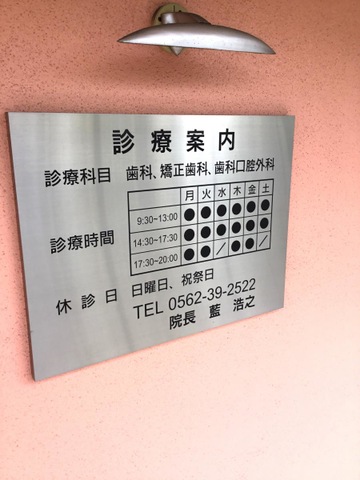 診療案内
診療科目 歯科、矯正歯科、歯科口腔外科
月 火 水 木 金 土
診療時間
9:30~13:00 ● ● ● ● ● ●
14:30~17:30 ● ● ● ● ● ●
17:30~20:00 ● ● / ● ● /
休診日 日曜日、祝祭日
TEL 0562-39-2522
院長 藍 浩之